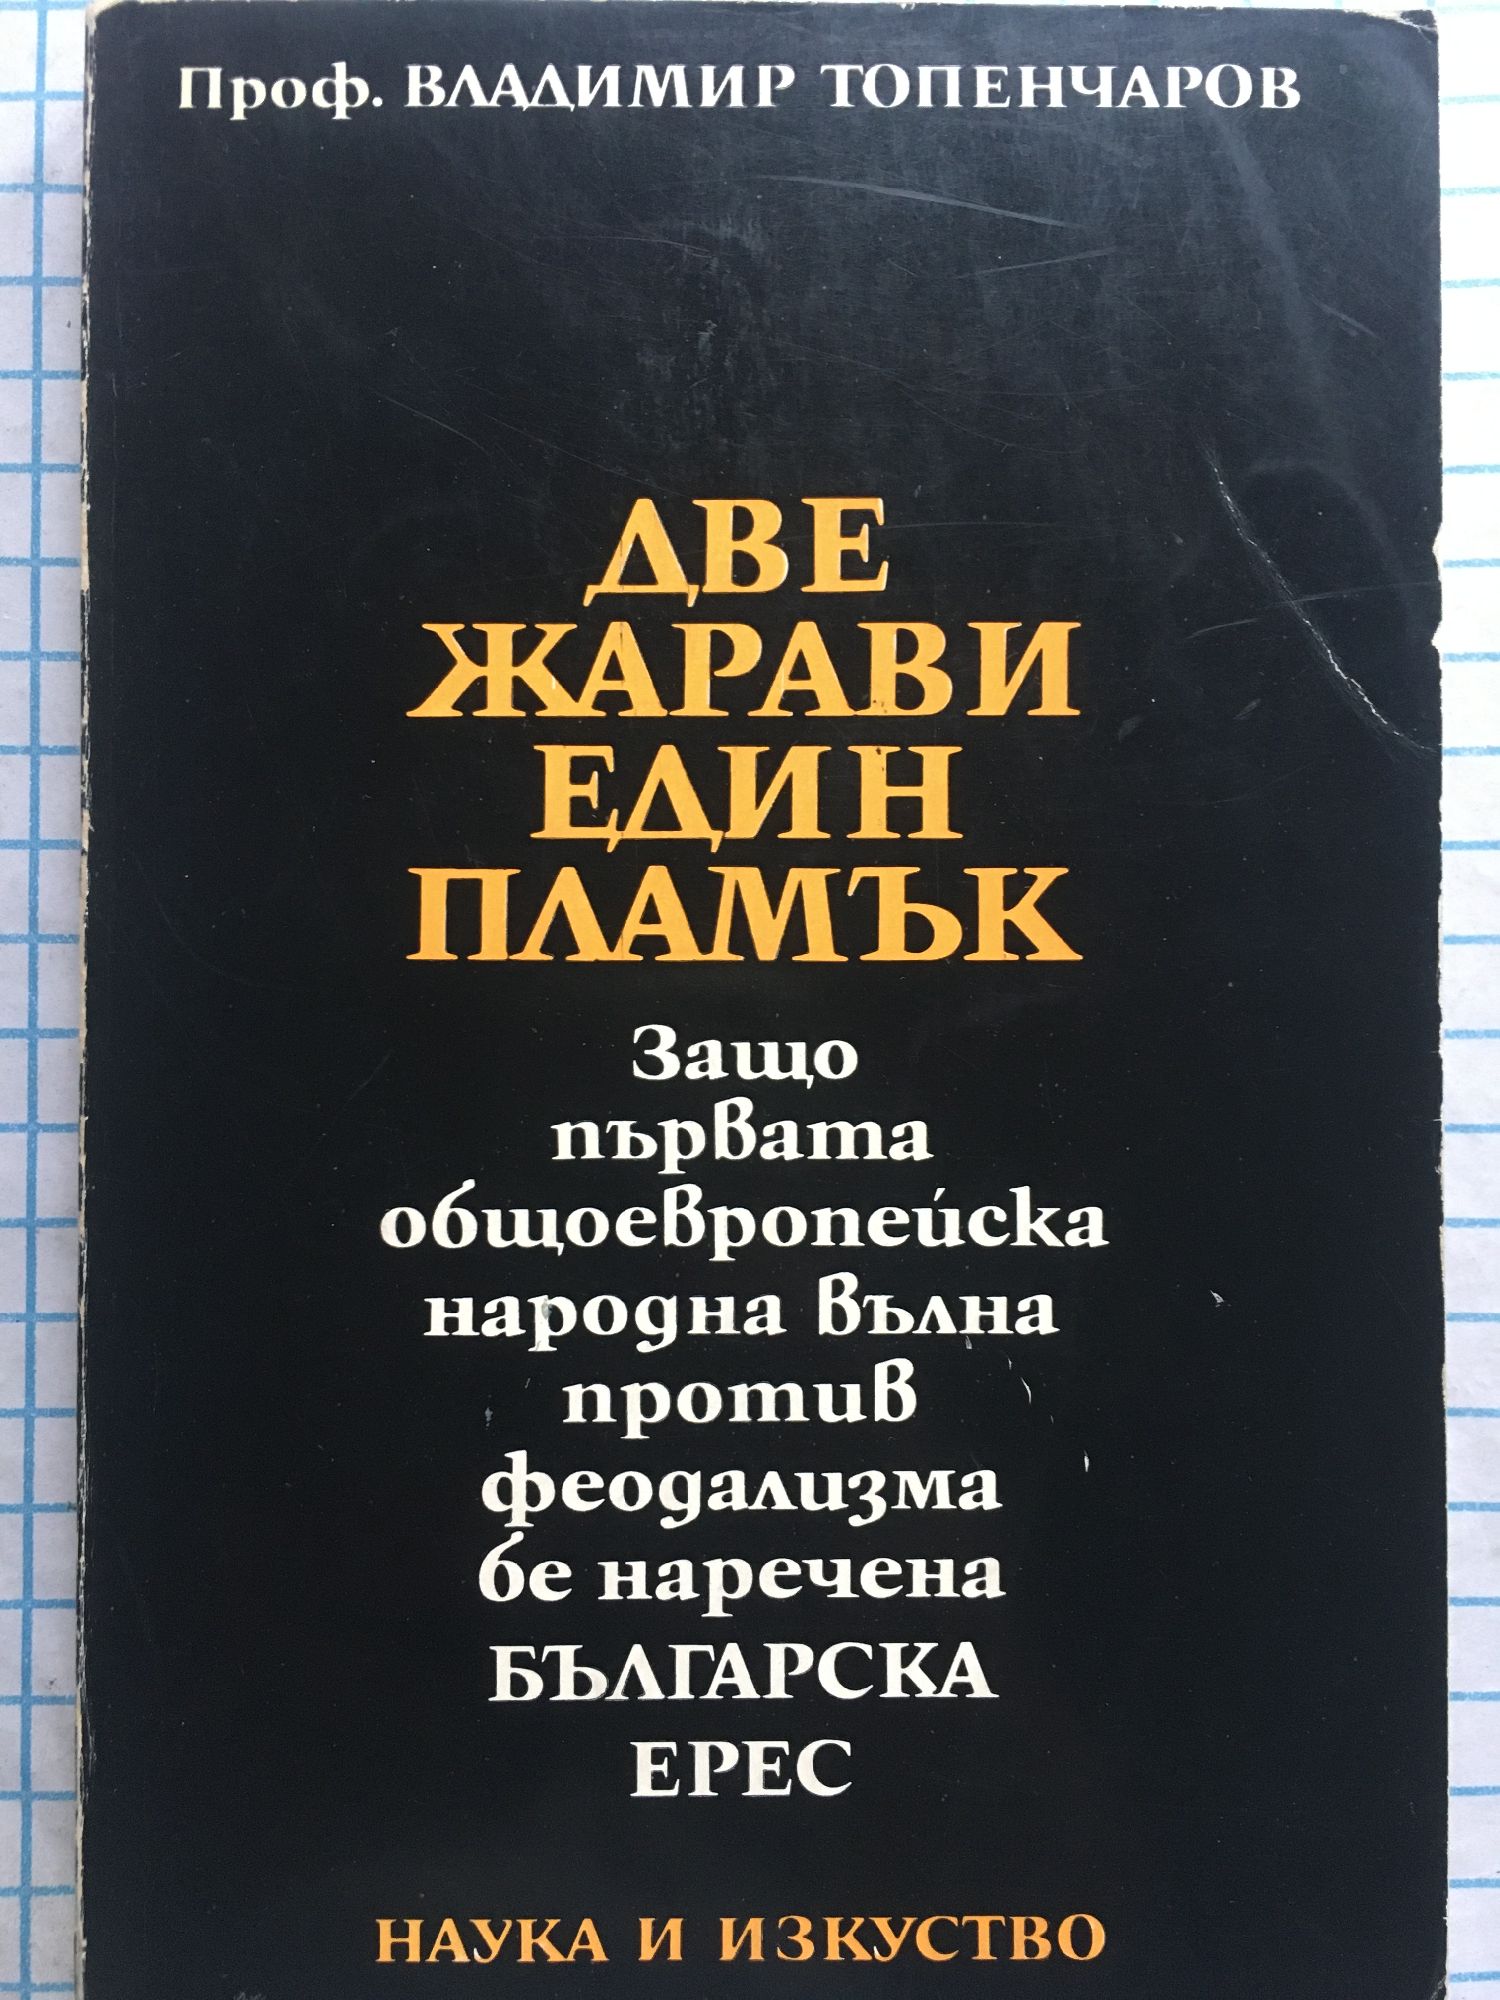 Проф. ВЛАДИМИР ТОПЕНЧАРОВ
ДВЕ
ЖАРАВИ
ЕДИН
ПЛАМЪК
Защо
първата
общоевропейска
народна вълна
против
феодализма
бе наречена
БЪЛГАРСКА
ЕРЕС
НАУКА И ИЗКУСТВО